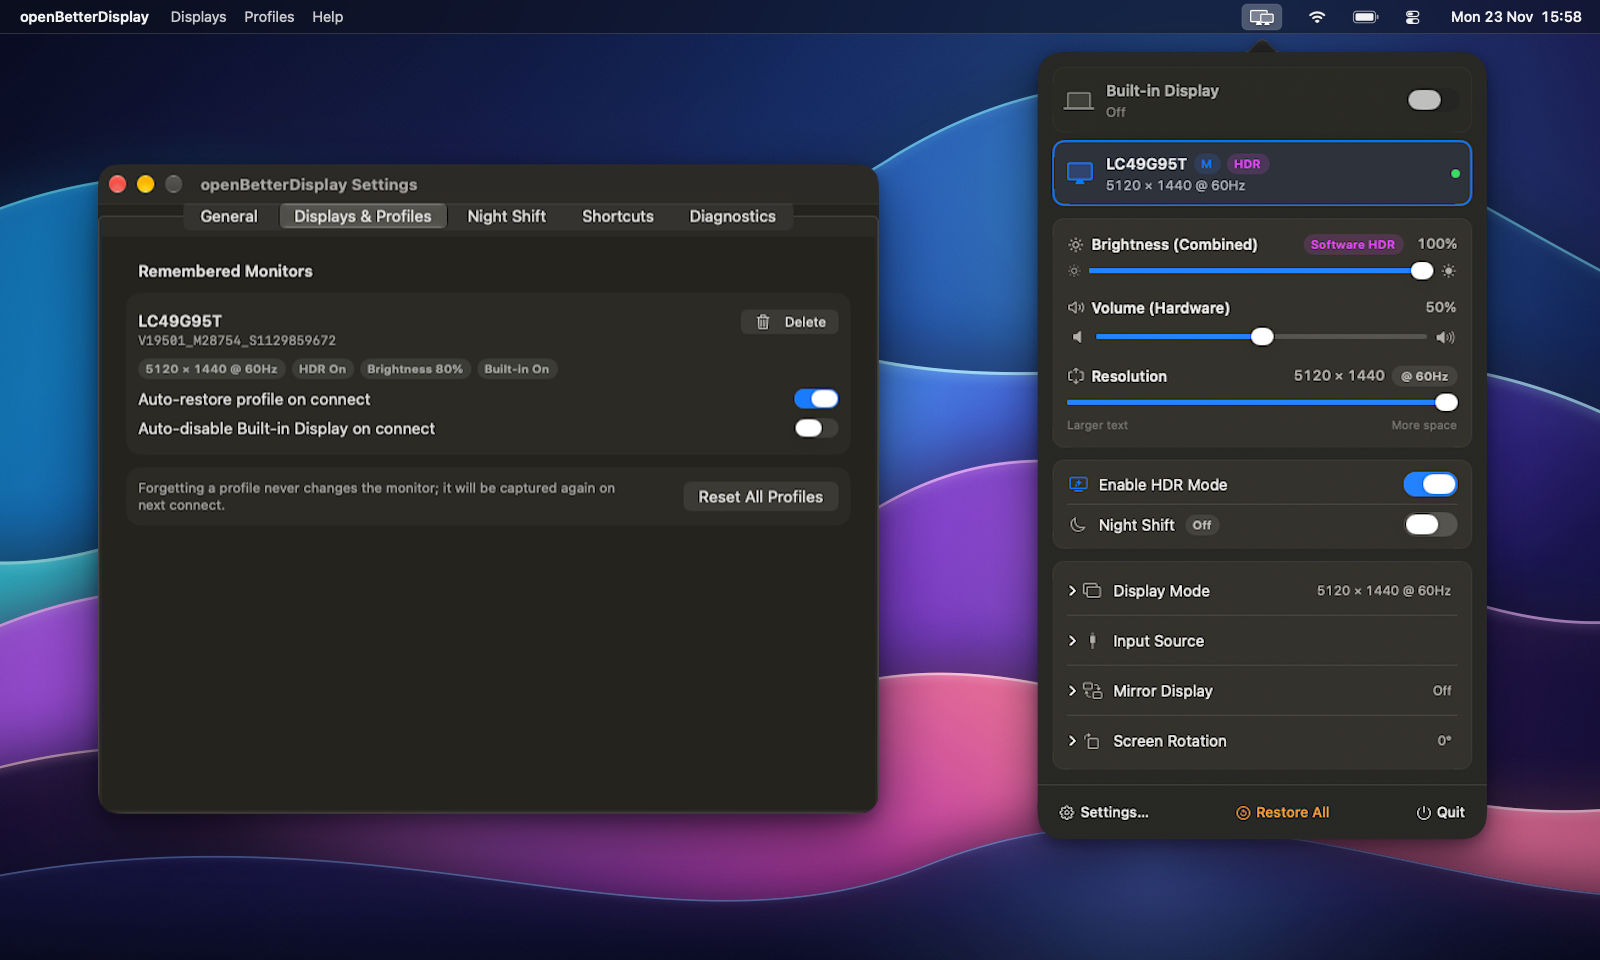 openBetterDisplay Displays Profiles Help
Mon 23 Nov 15:58
openBetterDisplay Settings
General Displays & Profiles Night Shift Shortcuts Diagnostics
Remembered Monitors
LC49G95T
Delete
V19501_M28754_S1129859672
5120 × 1440 @ 60Hz HDR On Brightness 80% Built-in On
Auto-restore profile on connect
Auto-disable Built-in Display on connect
Forgetting a profile never changes the monitor; it will be captured again on
next connect.
Reset All Profiles
Built-in Display
Off
LC49G95T M HDR
5120 × 1440 @ 60Hz
Brightness (Combined) Software HDR 100%
Volume (Hardware) 50%
Resolution 5120 × 1440 @ 60Hz
Larger text More space
Enable HDR Mode
Night Shift Off
Display Mode 5120 × 1440 @ 60Hz
Input Source
Mirror Display Off
Screen Rotation 0°
Settings... Restore All Quit